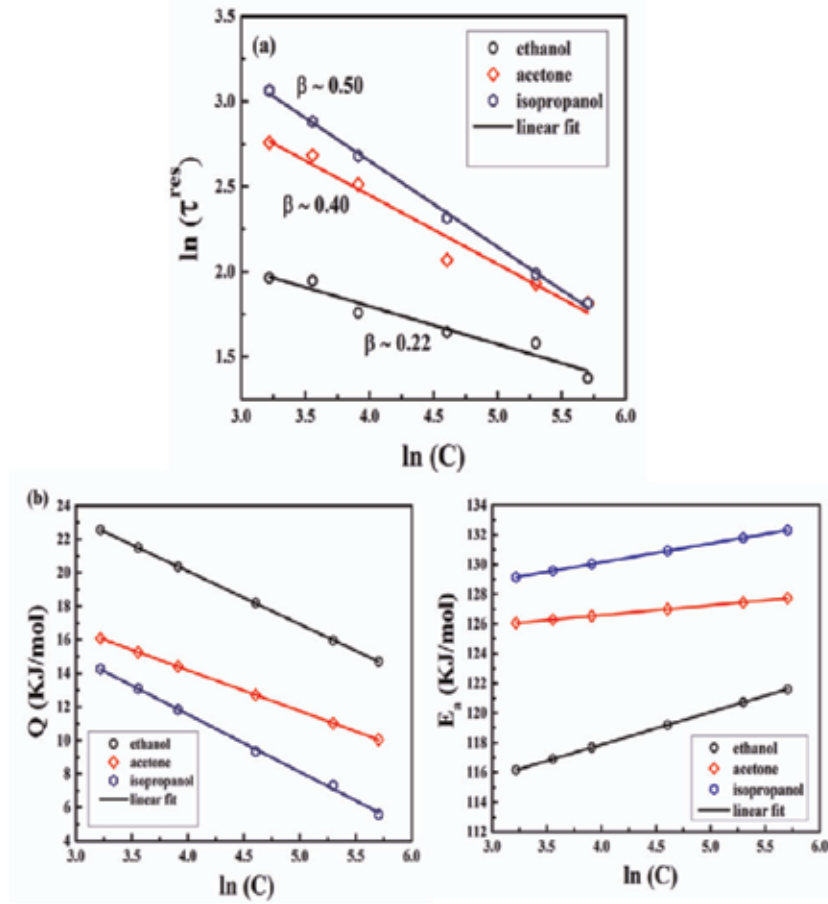 (a)
ethanol
acetone
isopropanol
linear fit
β ~ 0.50
β ~ 0.40
β ~ 0.22
ln (τ^res)
3.5
3.0
2.5
2.0
1.5
3.0 3.5 4.0 4.5 5.0 5.5 6.0
ln (C)
(b)
Q (KJ/mol)
24
22
20
18
16
14
12
10
8
6
4
ethanol
acetone
isopropanol
linear fit
3.0 3.5 4.0 4.5 5.0 5.5 6.0
ln (C)
E_a (KJ/mol)
134
132
130
128
126
124
122
120
118
116
114
112
ethanol
acetone
isopropanol
linear fit
3.0 3.5 4.0 4.5 5.0 5.5 6.0
ln (C)